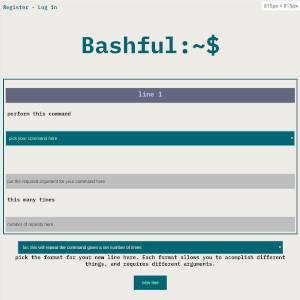 Register - Log in
815px × 815px
Bashful:~$
line 1
perform this command
pick your command here
put the required argument for your command here
this many times
number of repeats here
for: this will repeat the command given a set number of times
pick the format for your new line here. Each format allows you to acomplish different
things, and requires different arguments.
new line